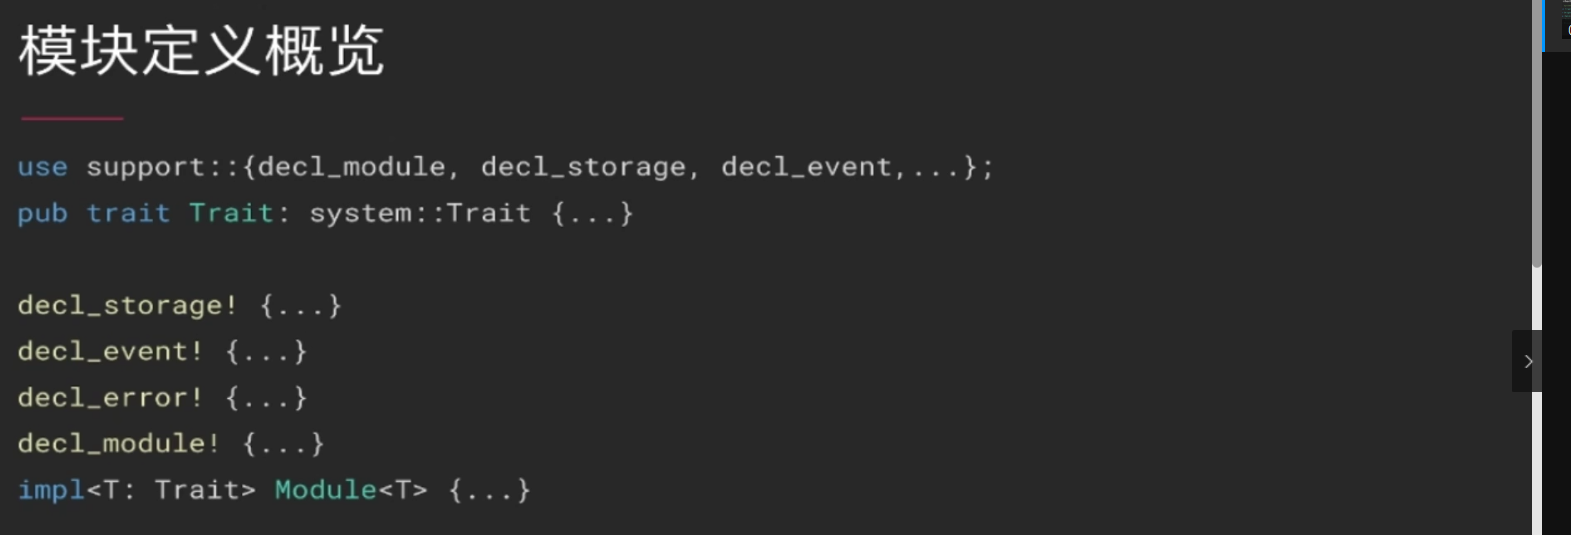 模块定义概览
use support::{decl_module, decl_storage, decl_event,...};
pub trait Trait: system::Trait {...}
decl_storage! {...}
decl_event! {...}
decl_error! {...}
decl_module! {...}
impl<T: Trait> Module<T> {...}